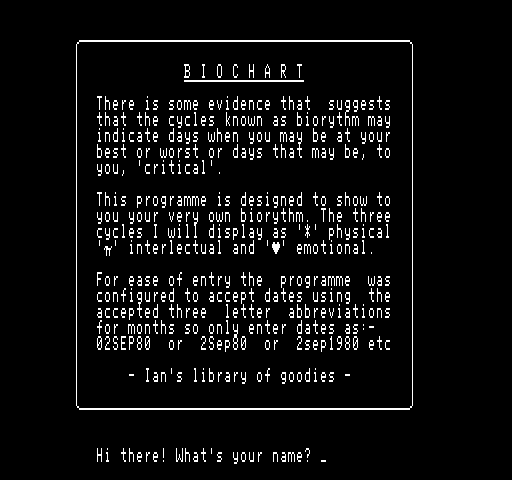 B I O C H A R T
There is some evidence that  suggests
that the cycles known as biorythm may
indicate days when you may be at your
best or worst or days that may be, to
you, 'critical'.
This programme is designed to show to
you your very own biorythm. The three
cycles I will display as '*' physical
'π' interlectual and '♥' emotional.
For ease of entry the  programme  was
configured to accept dates using  the
accepted three  letter  abbreviations
for months so only enter dates as:-
02SEP80  or  2Sep80  or  2sep1980 etc
- Ian's library of goodies -
Hi there! What's your name? _